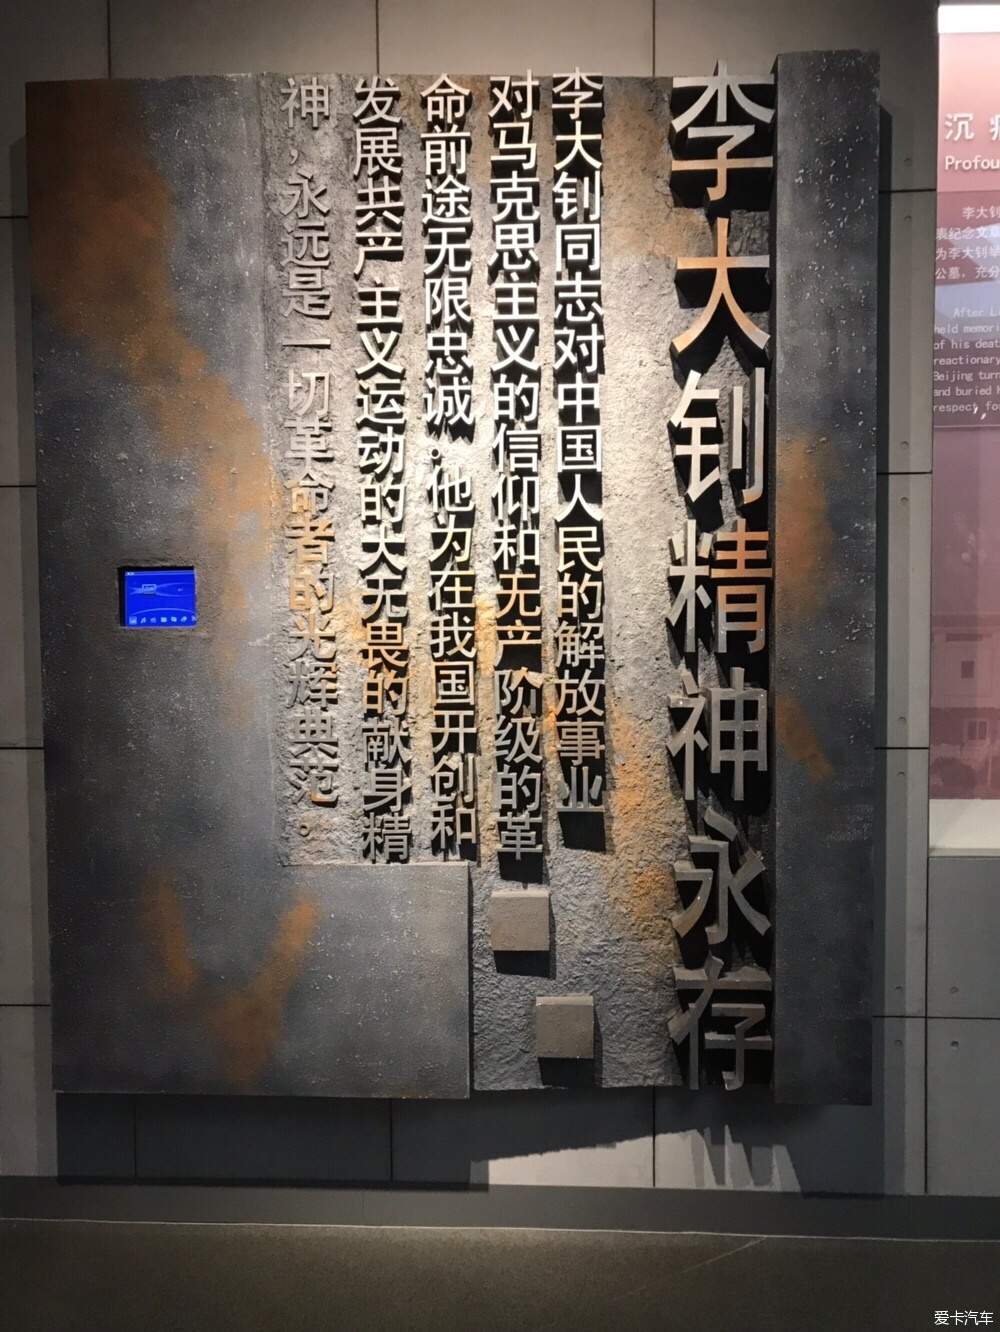 李大钊精神永存
李大钊同志对中国人民的解放事业
对马克思主义的信仰和无产阶级的革
命前途无限忠诚。他为在我国开创和
发展共产主义运动的大无畏的献身精
神，永远是一切革命者的光辉典范。
沉
Profou
李大钊
表纪念文章
为李大钊举
公墓，充分
After L
held memor
of his deat
reactionary
Beijing turn
and buried h
respect for
爱卡汽车